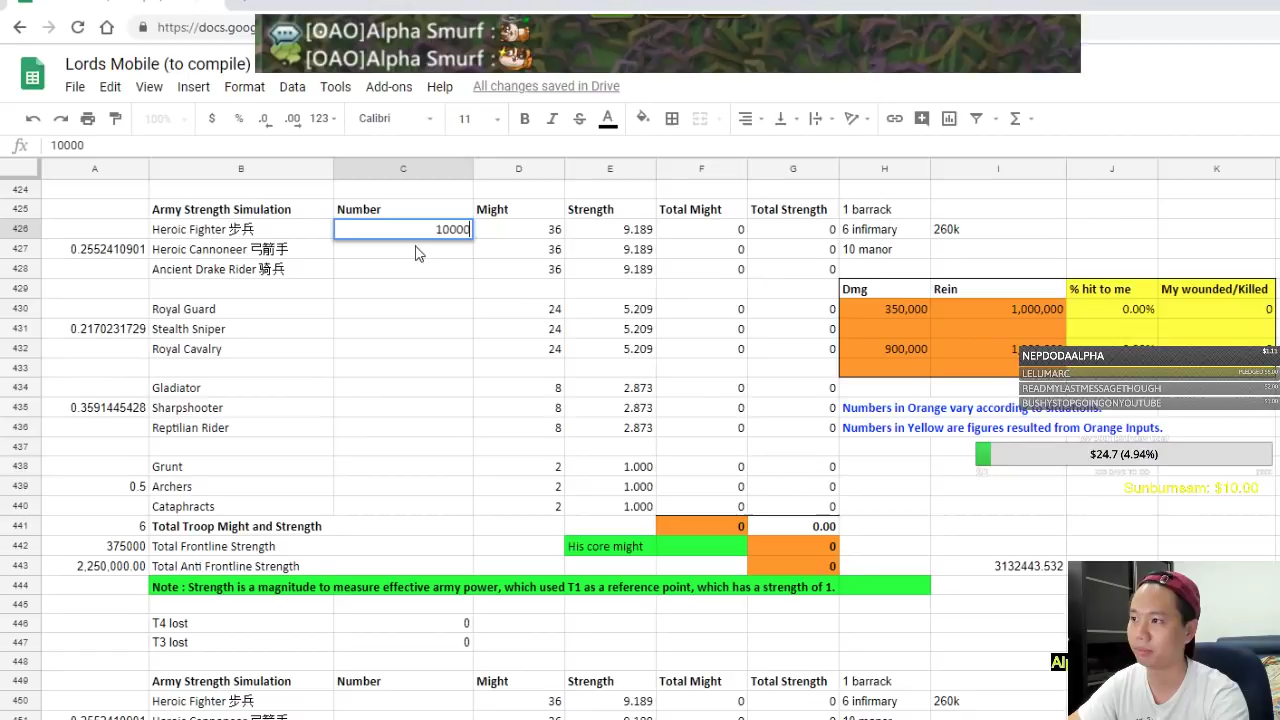 https://docs.goog
[OAO]Alpha Smurf :
[OAO]Alpha Smurf :
Lords Mobile (to compile)
File Edit View Insert Format Data Tools Add-ons Help All changes saved in Drive
100% $ % .0 .00 123 Calibri 11 B I S A
fx 10000
A B C D E F G H I J K
424
425 Army Strength Simulation Number Might Strength Total Might Total Strength 1 barrack
426 Heroic Fighter 步兵 10000 36 9.189 0 0 6 infirmary 260k
427 0.2552410901 Heroic Cannoneer 弓箭手 36 9.189 0 0 10 manor
428 Ancient Drake Rider 骑兵 36 9.189 0 0
429 Dmg Rein % hit to me My wounded/Killed
430 Royal Guard 24 5.209 0 0 350,000 1,000,000 0.00% 0
431 0.2170231729 Stealth Sniper 24 5.209 0 0
432 Royal Cavalry 24 5.209 0 0 900,000
433
NEPDODAALPHA
LELUMARC
READMYLASTMESSAGETHOUGH
BUSHYSTOPGOINGONYOUTUBE
434 Gladiator 8 2.873 0 0
435 0.3591445428 Sharpshooter 8 2.873 0 0 Numbers in Orange vary according to situations.
436 Reptilian Rider 8 2.873 0 0 Numbers in Yellow are figures resulted from Orange Inputs.
437
$24.7 (4.94%)
438 Grunt 2 1.000 0 0
439 0.5 Archers 2 1.000 0 0
Sunburnsam: $10.00
440 Cataphracts 2 1.000 0 0
441 6 Total Troop Might and Strength 0 0.00
442 375000 Total Frontline Strength His core might 0
443 2,250,000.00 Total Anti Frontline Strength 0 3132443.532
444 Note : Strength is a magnitude to measure effective army power, which used T1 as a reference point, which has a strength of 1.
445
446 T4 lost 0
447 T3 lost 0
448
449 Army Strength Simulation Number Might Strength Total Might Total Strength 1 barrack
450 Heroic Fighter 步兵 36 9.189 0 0 6 infirmary 260k